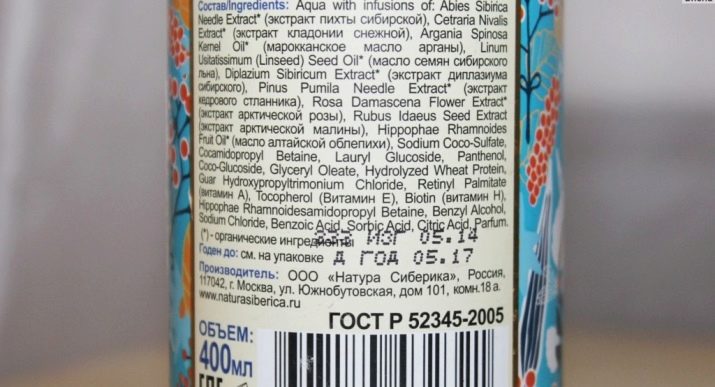 Состав/Ingredients: Aqua with infusions of: Abies Sibirica
Needle Extract* (экстракт пихты сибирской), Cetraria Nivalis
Extract* (экстракт кладонии снежной), Argania Spinosa
Kernel Oil* (марокканское масло арганы), Linum
Usitatissimum (Linseed) Seed Oil* (масло семян сибирского
льна), Diplazium Sibiricum Extract* (экстракт диплазиума
сибирского), Pinus Pumila Needle Extract* (экстракт
кедрового стланника), Rosa Damascena Flower Extract*
(экстракт арктической розы), Rubus Idaeus Seed Extract
(экстракт арктической малины), Hippophae Rhamnoides
Fruit Oil* (масло алтайской облепихи), Sodium Coco-Sulfate,
Cocamidopropyl Betaine, Lauryl Glucoside, Panthenol,
Coco-Glucoside, Glyceryl Oleate, Hydrolyzed Wheat Protein,
Guar Hydroxypropyltrimonium Chloride, Retinyl Palmitate
(витамин А), Tocopherol (Витамин Е), Biotin (витамин Н),
Hippophae Rhamnoidesamidopropyl Betaine, Benzyl Alcohol,
Sodium Chloride, Benzoic Acid, Sorbic Acid, Citric Acid, Parfum.
(*) - органические ингредиенты
ИЗГ 05.14
Годен до: см. на упаковке Д ГОД 05.17
Производитель: ООО «Натура Сиберика», Россия,
117042, г. Москва, ул. Южнобутовская, дом 101, комн.18 а.
www.naturasiberica.ru
ГОСТ Р 52345-2005
ОБЪЕМ:
400мл